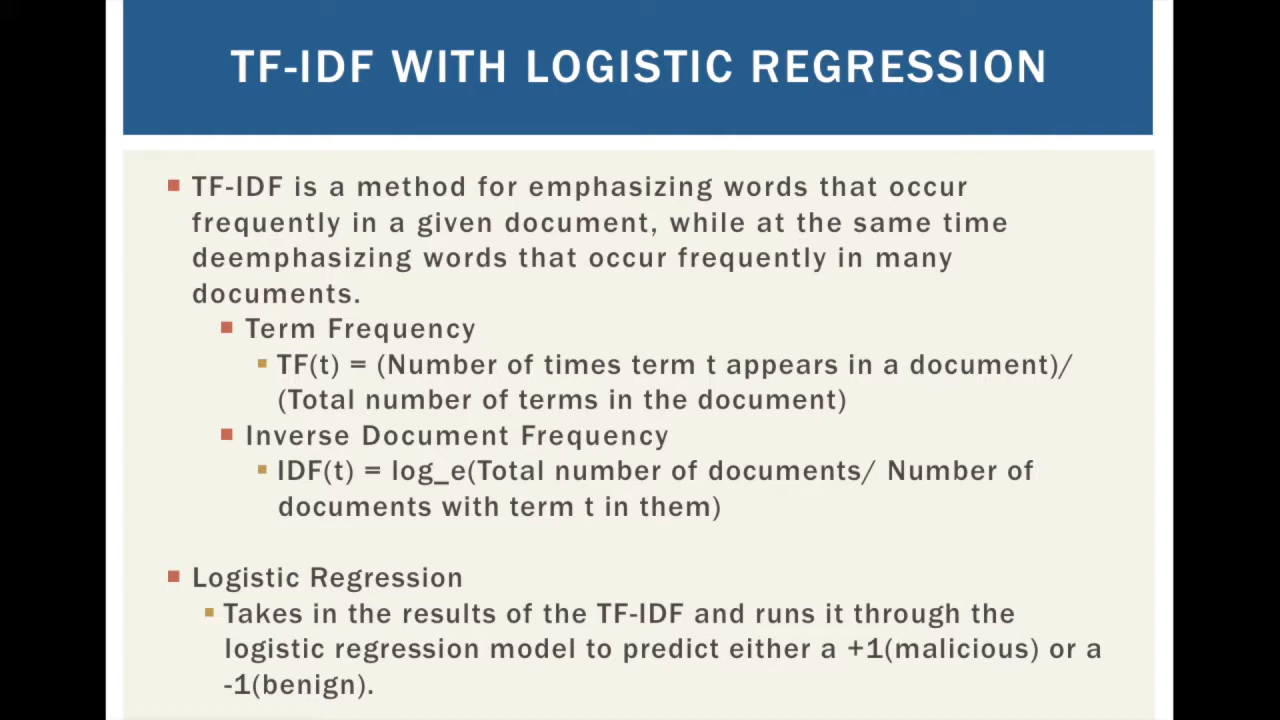 TF-IDF WITH LOGISTIC REGRESSION
TF-IDF is a method for emphasizing words that occur
frequently in a given document, while at the same time
deemphasizing words that occur frequently in many
documents.
Term Frequency
TF(t) = (Number of times term t appears in a document)/
(Total number of terms in the document)
Inverse Document Frequency
IDF(t) = log_e(Total number of documents/ Number of
documents with term t in them)
Logistic Regression
Takes in the results of the TF-IDF and runs it through the
logistic regression model to predict either a +1(malicious) or a
-1(benign).